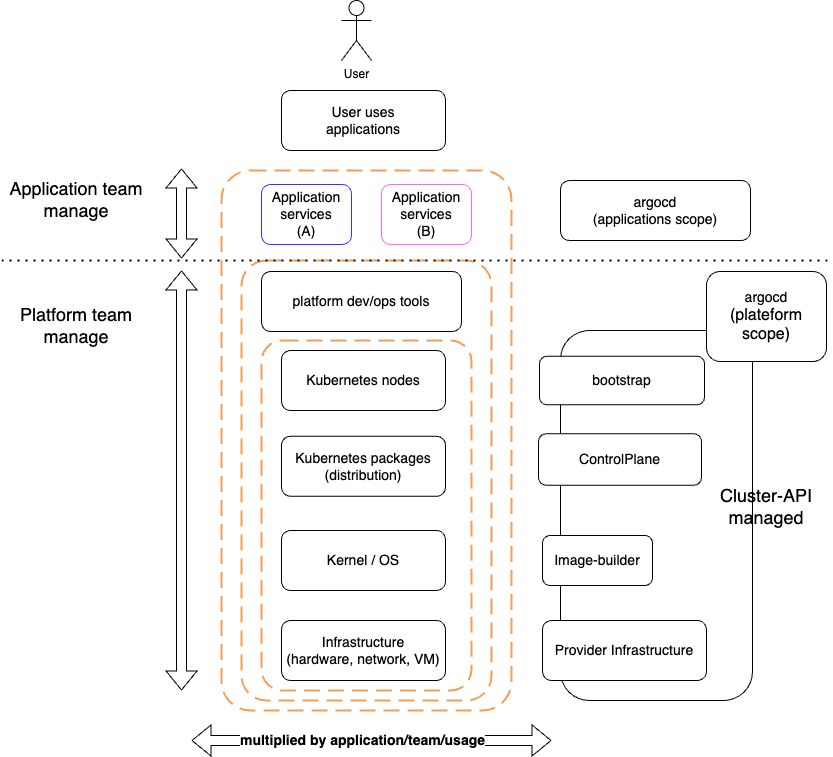 User
User uses
applications
Application team
manage
Application
services
(A)
Application
services
(B)
argocd
(applications scope)
Platform team
manage
platform dev/ops tools
argocd
(plateform
scope)
Kubernetes nodes
bootstrap
Kubernetes packages
(distribution)
ControlPlane
Cluster-API
managed
Kernel / OS
Image-builder
Infrastructure
(hardware, network, VM)
Provider Infrastructure
multiplied by application/team/usage